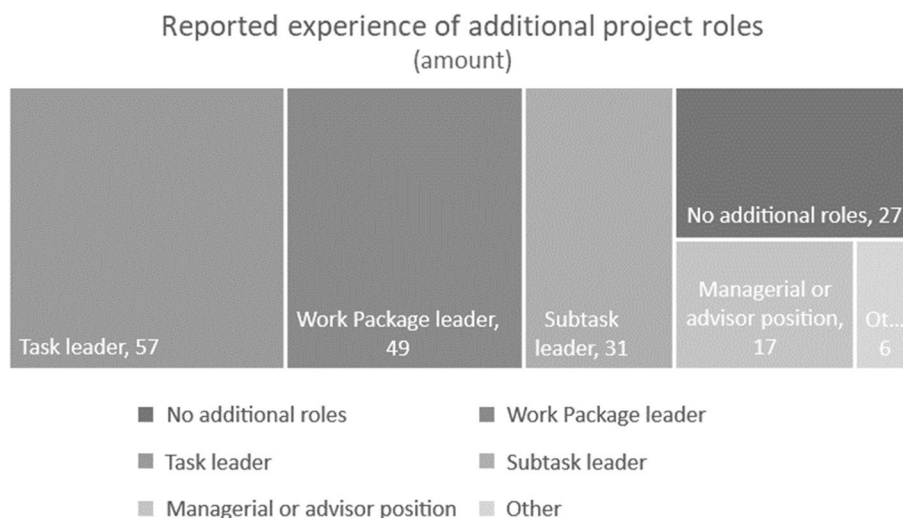 Reported experience of additional project roles
(amount)
Task leader, 57
Work Package leader,
49
Subtask
leader, 31
No additional roles, 27
Managerial or
advisor position,
17
Ot...
6
No additional roles
Work Package leader
Task leader
Subtask leader
Managerial or advisor position
Other